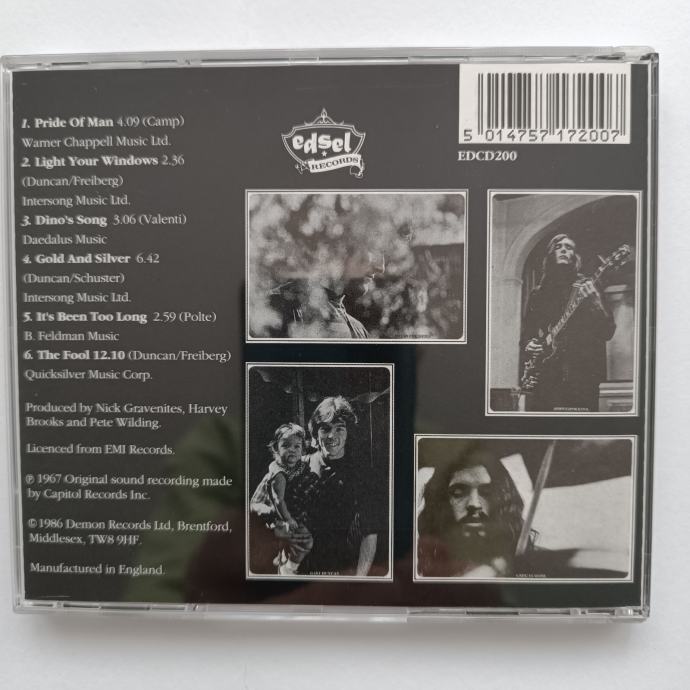 1. Pride Of Man 4.09 (Camp)
Warner Chappell Music Ltd.
2. Light Your Windows 2.36
(Duncan/Freiberg)
Intersong Music Ltd.
3. Dino's Song 3.06 (Valenti)
Daedalus Music
4. Gold And Silver 6.42
(Duncan/Schuster)
Intersong Music Ltd.
5. It's Been Too Long 2.59 (Polte)
B. Feldman Music
6. The Fool 12.10 (Duncan/Freiberg)
Quicksilver Music Corp.
Produced by Nick Gravenites, Harvey
Brooks and Pete Wilding.
Licenced from EMI Records.
℗ 1967 Original sound recording made
by Capitol Records Inc.
© 1986 Demon Records Ltd, Brentford,
Middlesex, TW8 9HF.
Manufactured in England.
edsel
RECORDS
5 014757 172007
EDCD200
GARY DUNCAN